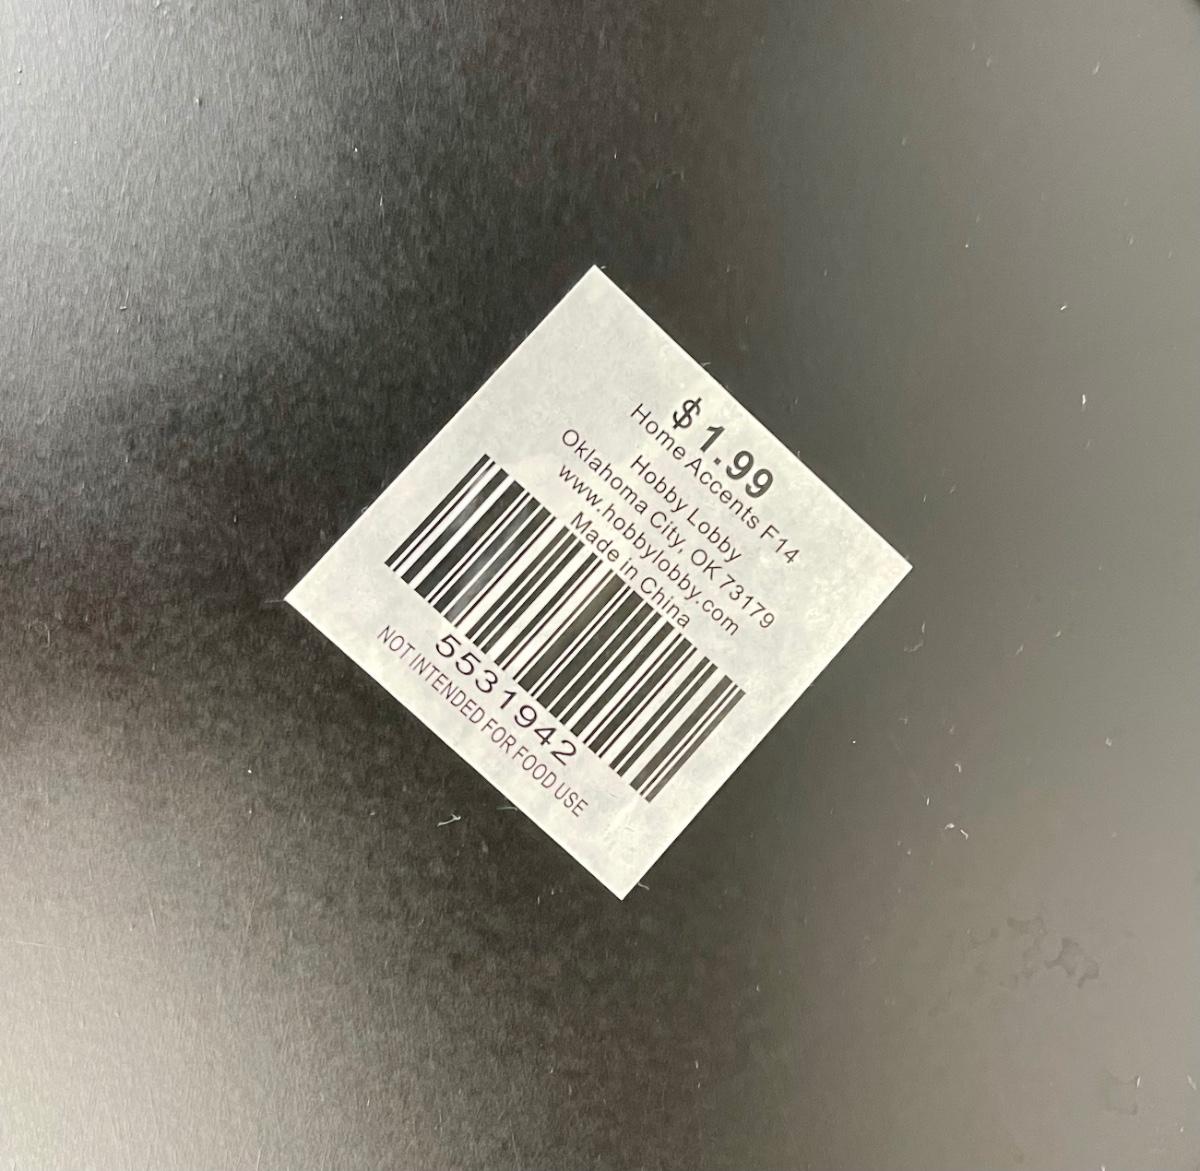 $ 1.99
Home Accents F14
Hobby Lobby
Oklahoma City, OK 73179
www.hobbylobby.com
Made in China
5531942
NOT INTENDED FOR FOOD USE